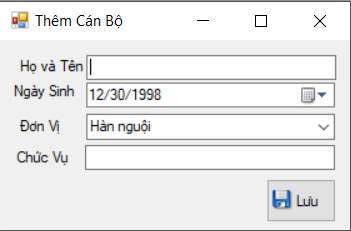 Thêm Cán Bộ
Họ và Tên
Ngày Sinh 12/30/1998
Đơn Vị Hàn nguội
Chức Vụ
Lưu